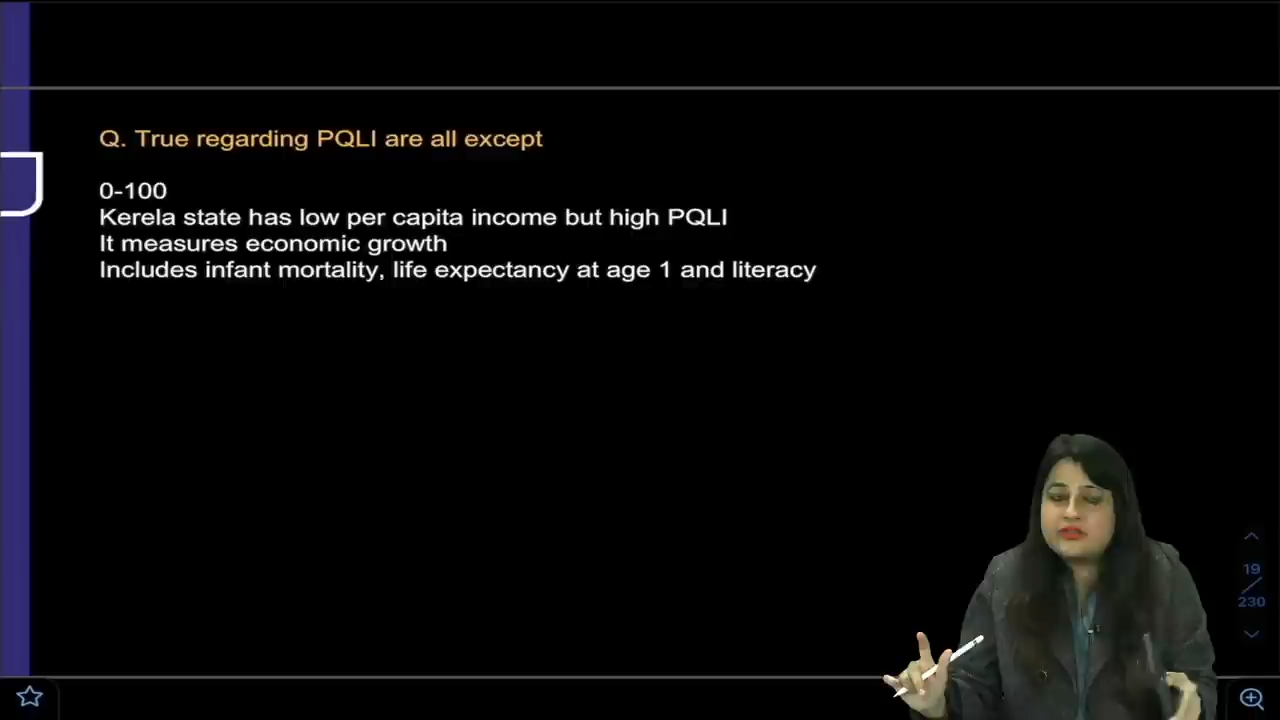 Q. True regarding PQLI are all except
0-100
Kerela state has low per capita income but high PQLI
It measures economic growth
Includes infant mortality, life expectancy at age 1 and literacy
19
230